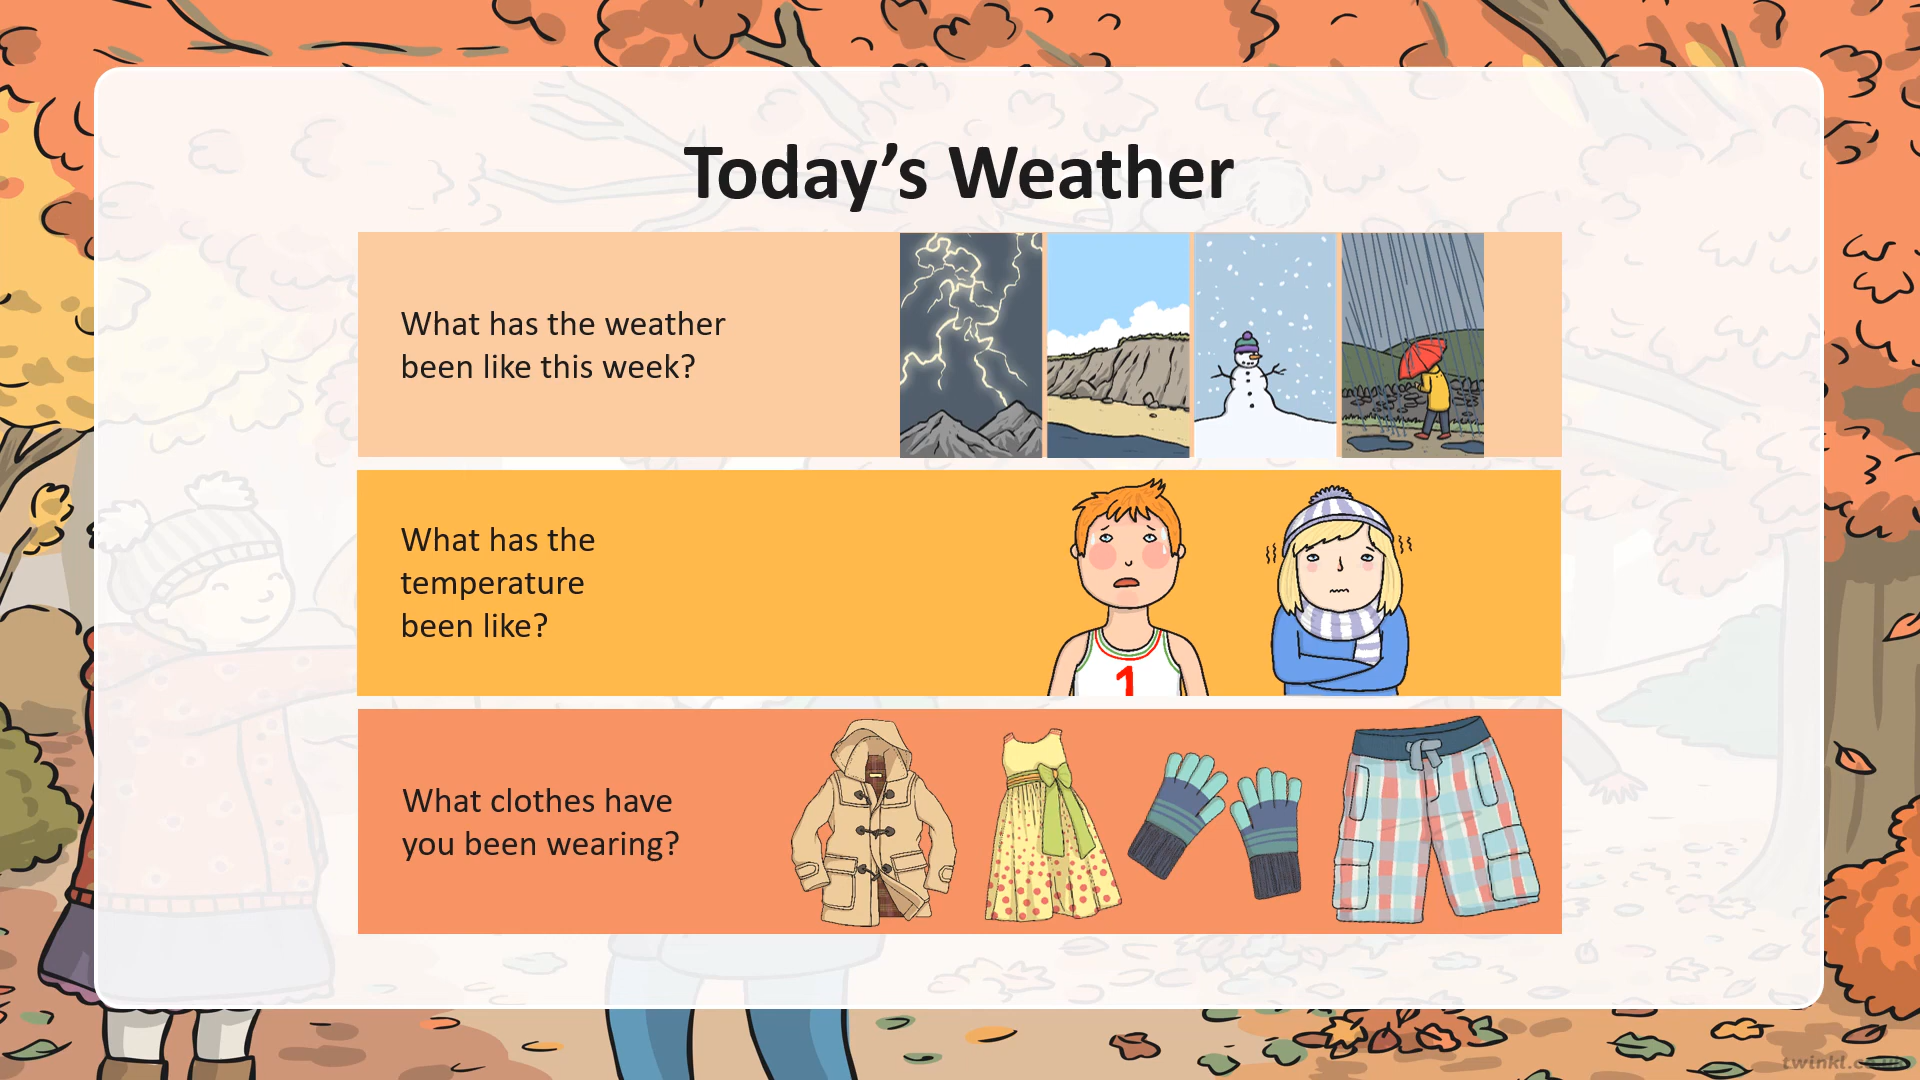 Today’s Weather
What has the weather
been like this week?
What has the
temperature
been like?
1
What clothes have
you been wearing?